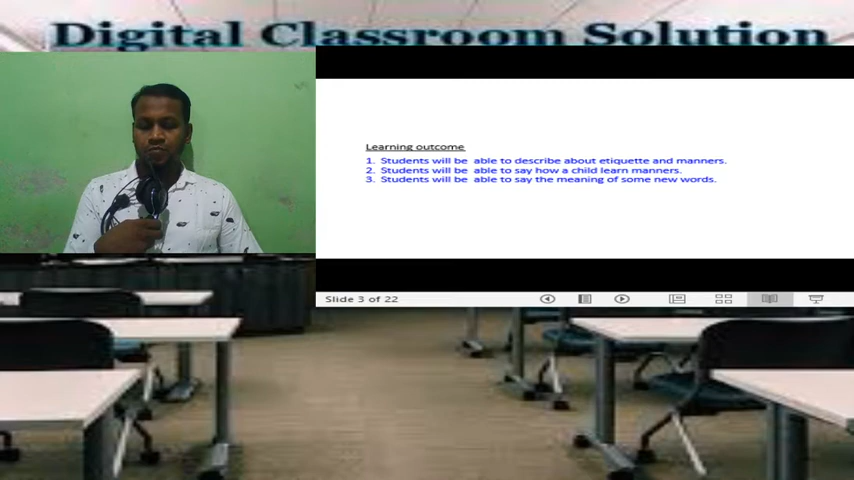 Digital Classroom Solution
Learning outcome
1. Students will be able to describe about etiquette and manners.
2. Students will be able to say how a child learn manners.
3. Students will be able to say the meaning of some new words.
Slide 3 of 22